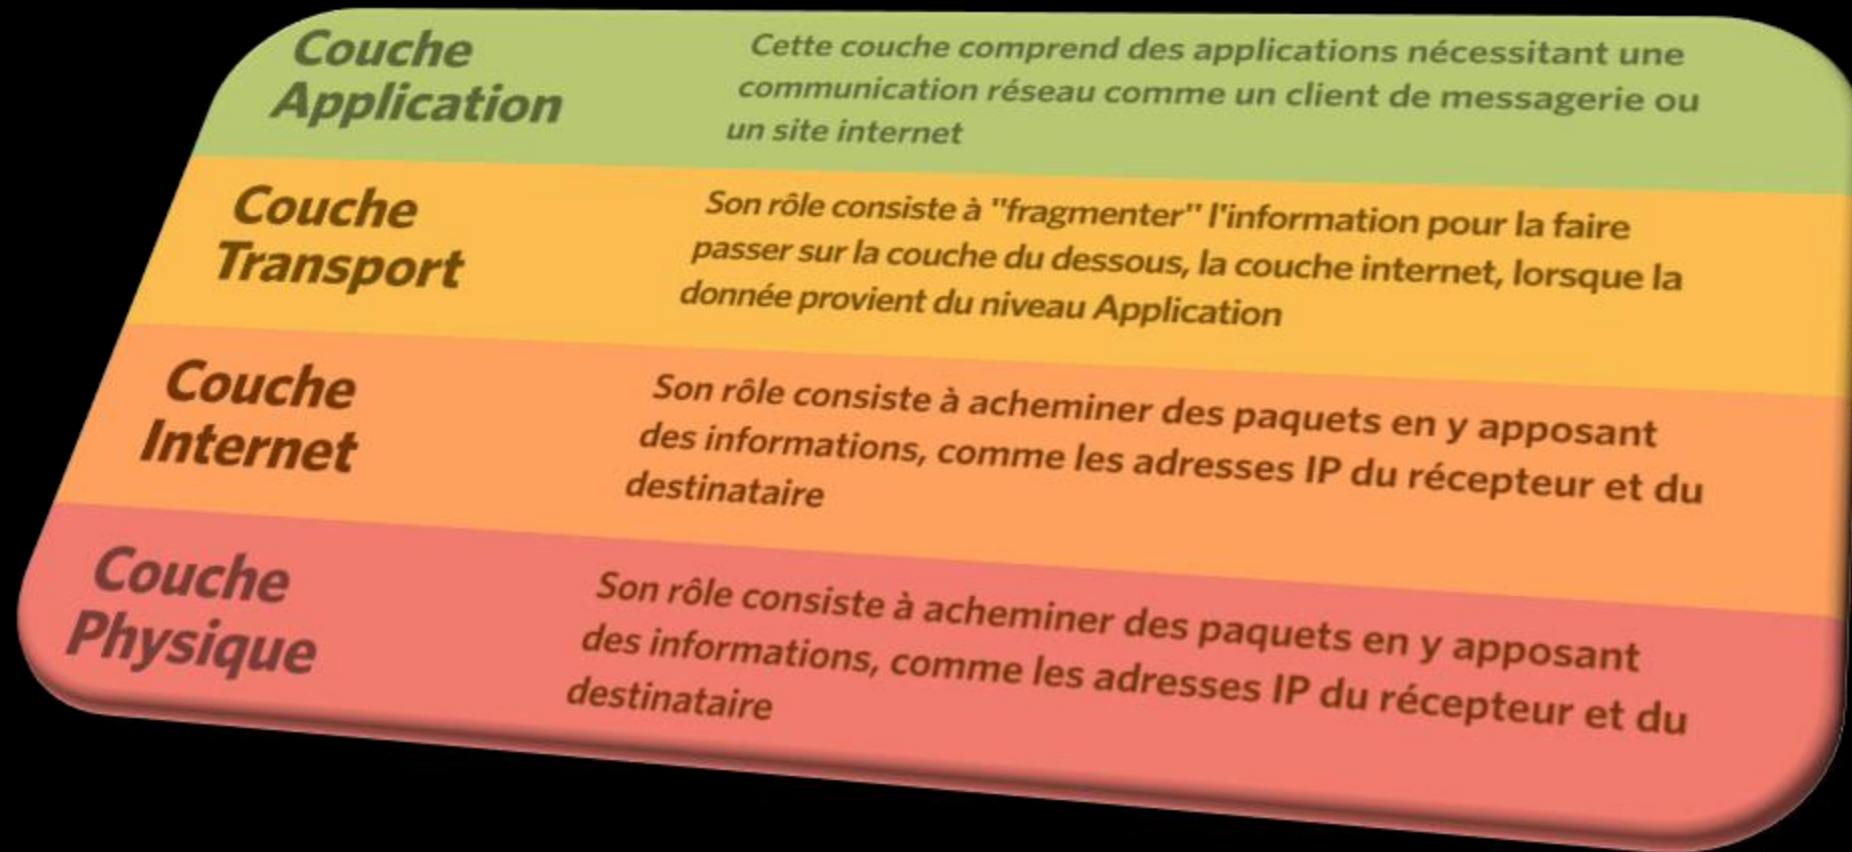 Couche
Application
Cette couche comprend des applications nécessitant une
communication réseau comme un client de messagerie ou
un site internet
Couche
Transport
Son rôle consiste à "fragmenter" l'information pour la faire
passer sur la couche du dessous, la couche internet, lorsque la
donnée provient du niveau Application
Couche
Internet
Son rôle consiste à acheminer des paquets en y apposant
des informations, comme les adresses IP du récepteur et du
destinataire
Couche
Physique
Son rôle consiste à acheminer des paquets en y apposant
des informations, comme les adresses IP du récepteur et du
destinataire